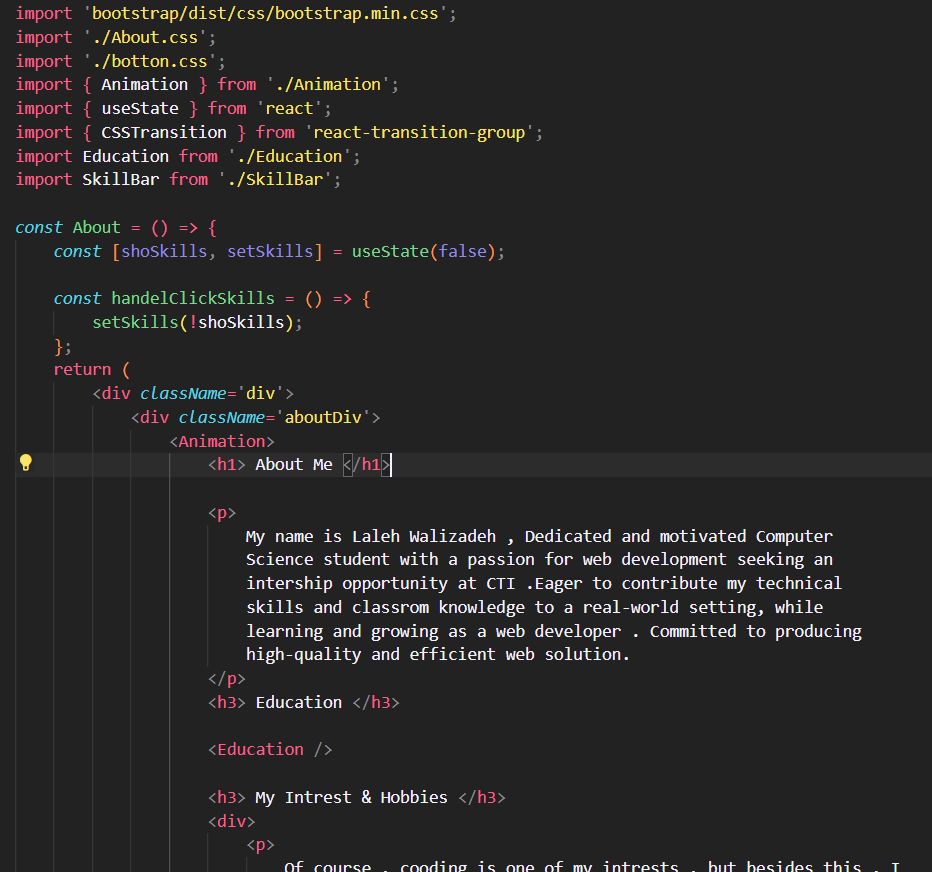 import 'bootstrap/dist/css/bootstrap.min.css';
import './About.css';
import './botton.css';
import { Animation } from './Animation';
import { useState } from 'react';
import { CSSTransition } from 'react-transition-group';
import Education from './Education';
import SkillBar from './SkillBar';
const About = () => {
const [shoSkills, setSkills] = useState(false);
const handelClickSkills = () => {
setSkills(!shoSkills);
};
return (
<div className='div'>
<div className='aboutDiv'>
<Animation>
<h1> About Me </h1>
<p>
My name is Laleh Walizadeh , Dedicated and motivated Computer
Science student with a passion for web development seeking an
intership opportunity at CTI .Eager to contribute my technical
skills and classrom knowledge to a real-world setting, while
learning and growing as a web developer . Committed to producing
high-quality and efficient web solution.
</p>
<h3> Education </h3>
<Education />
<h3> My Intrest & Hobbies </h3>
<div>
<p>
Of course , cooding is one of my intrests , but besides this , I